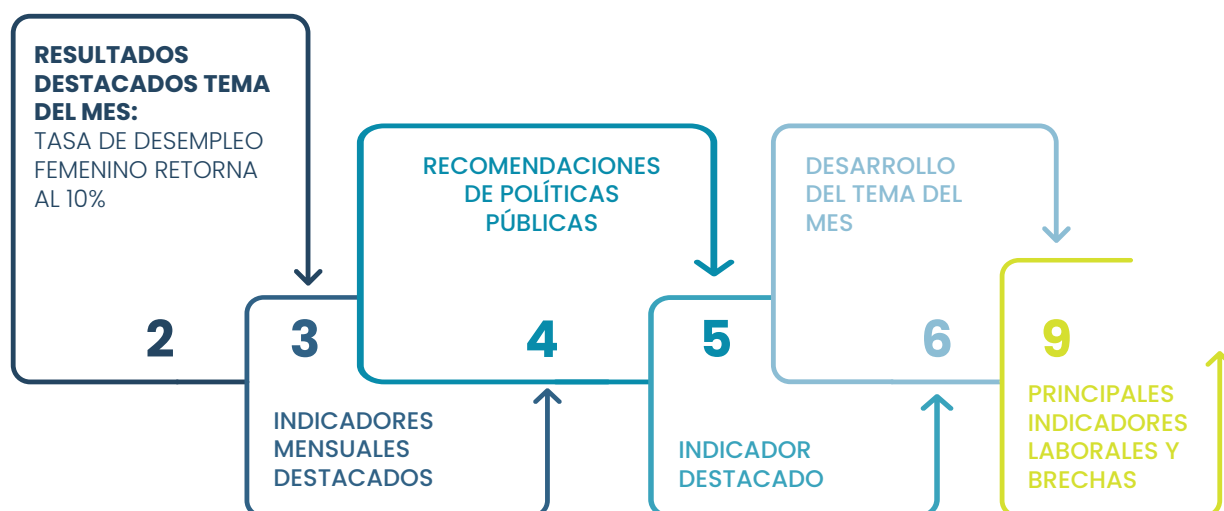 RESULTADOS
DESTACADOS TEMA
DEL MES:
TASA DE DESEMPLEO
FEMENINO RETORNA
AL 10%
2
3
INDICADORES
MENSUALES
DESTACADOS
RECOMENDACIONES
DE POLÍTICAS
PÚBLICAS
4
5
INDICADOR
DESTACADO
DESARROLLO
DEL TEMA DEL
MES
6
9
PRINCIPALES
INDICADORES
LABORALES Y
BRECHAS